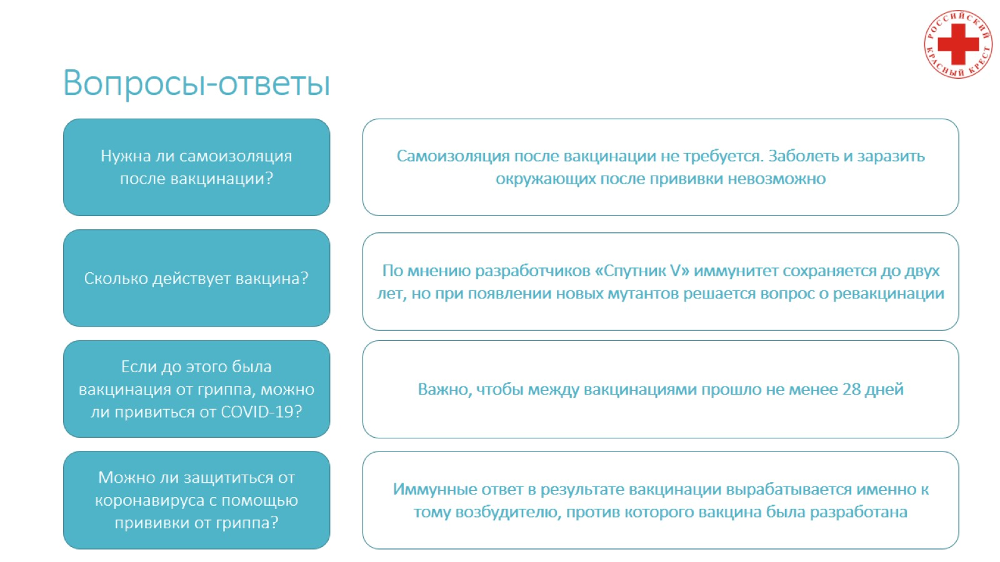 РОССИЙСКИЙ КРАСНЫЙ КРЕСТ
Вопросы-ответы
Нужна ли самоизоляция
после вакцинации?
Самоизоляция после вакцинации не требуется. Заболеть и заразить
окружающих после прививки невозможно
Сколько действует вакцина?
По мнению разработчиков «Спутник V» иммунитет сохраняется до двух
лет, но при появлении новых мутантов решается вопрос о ревакцинации
Если до этого была
вакцинация от гриппа, можно
ли привиться от COVID-19?
Важно, чтобы между вакцинациями прошло не менее 28 дней
Можно ли защититься от
коронавируса с помощью
прививки от гриппа?
Иммунные ответ в результате вакцинации вырабатывается именно к
тому возбудителю, против которого вакцина была разработана